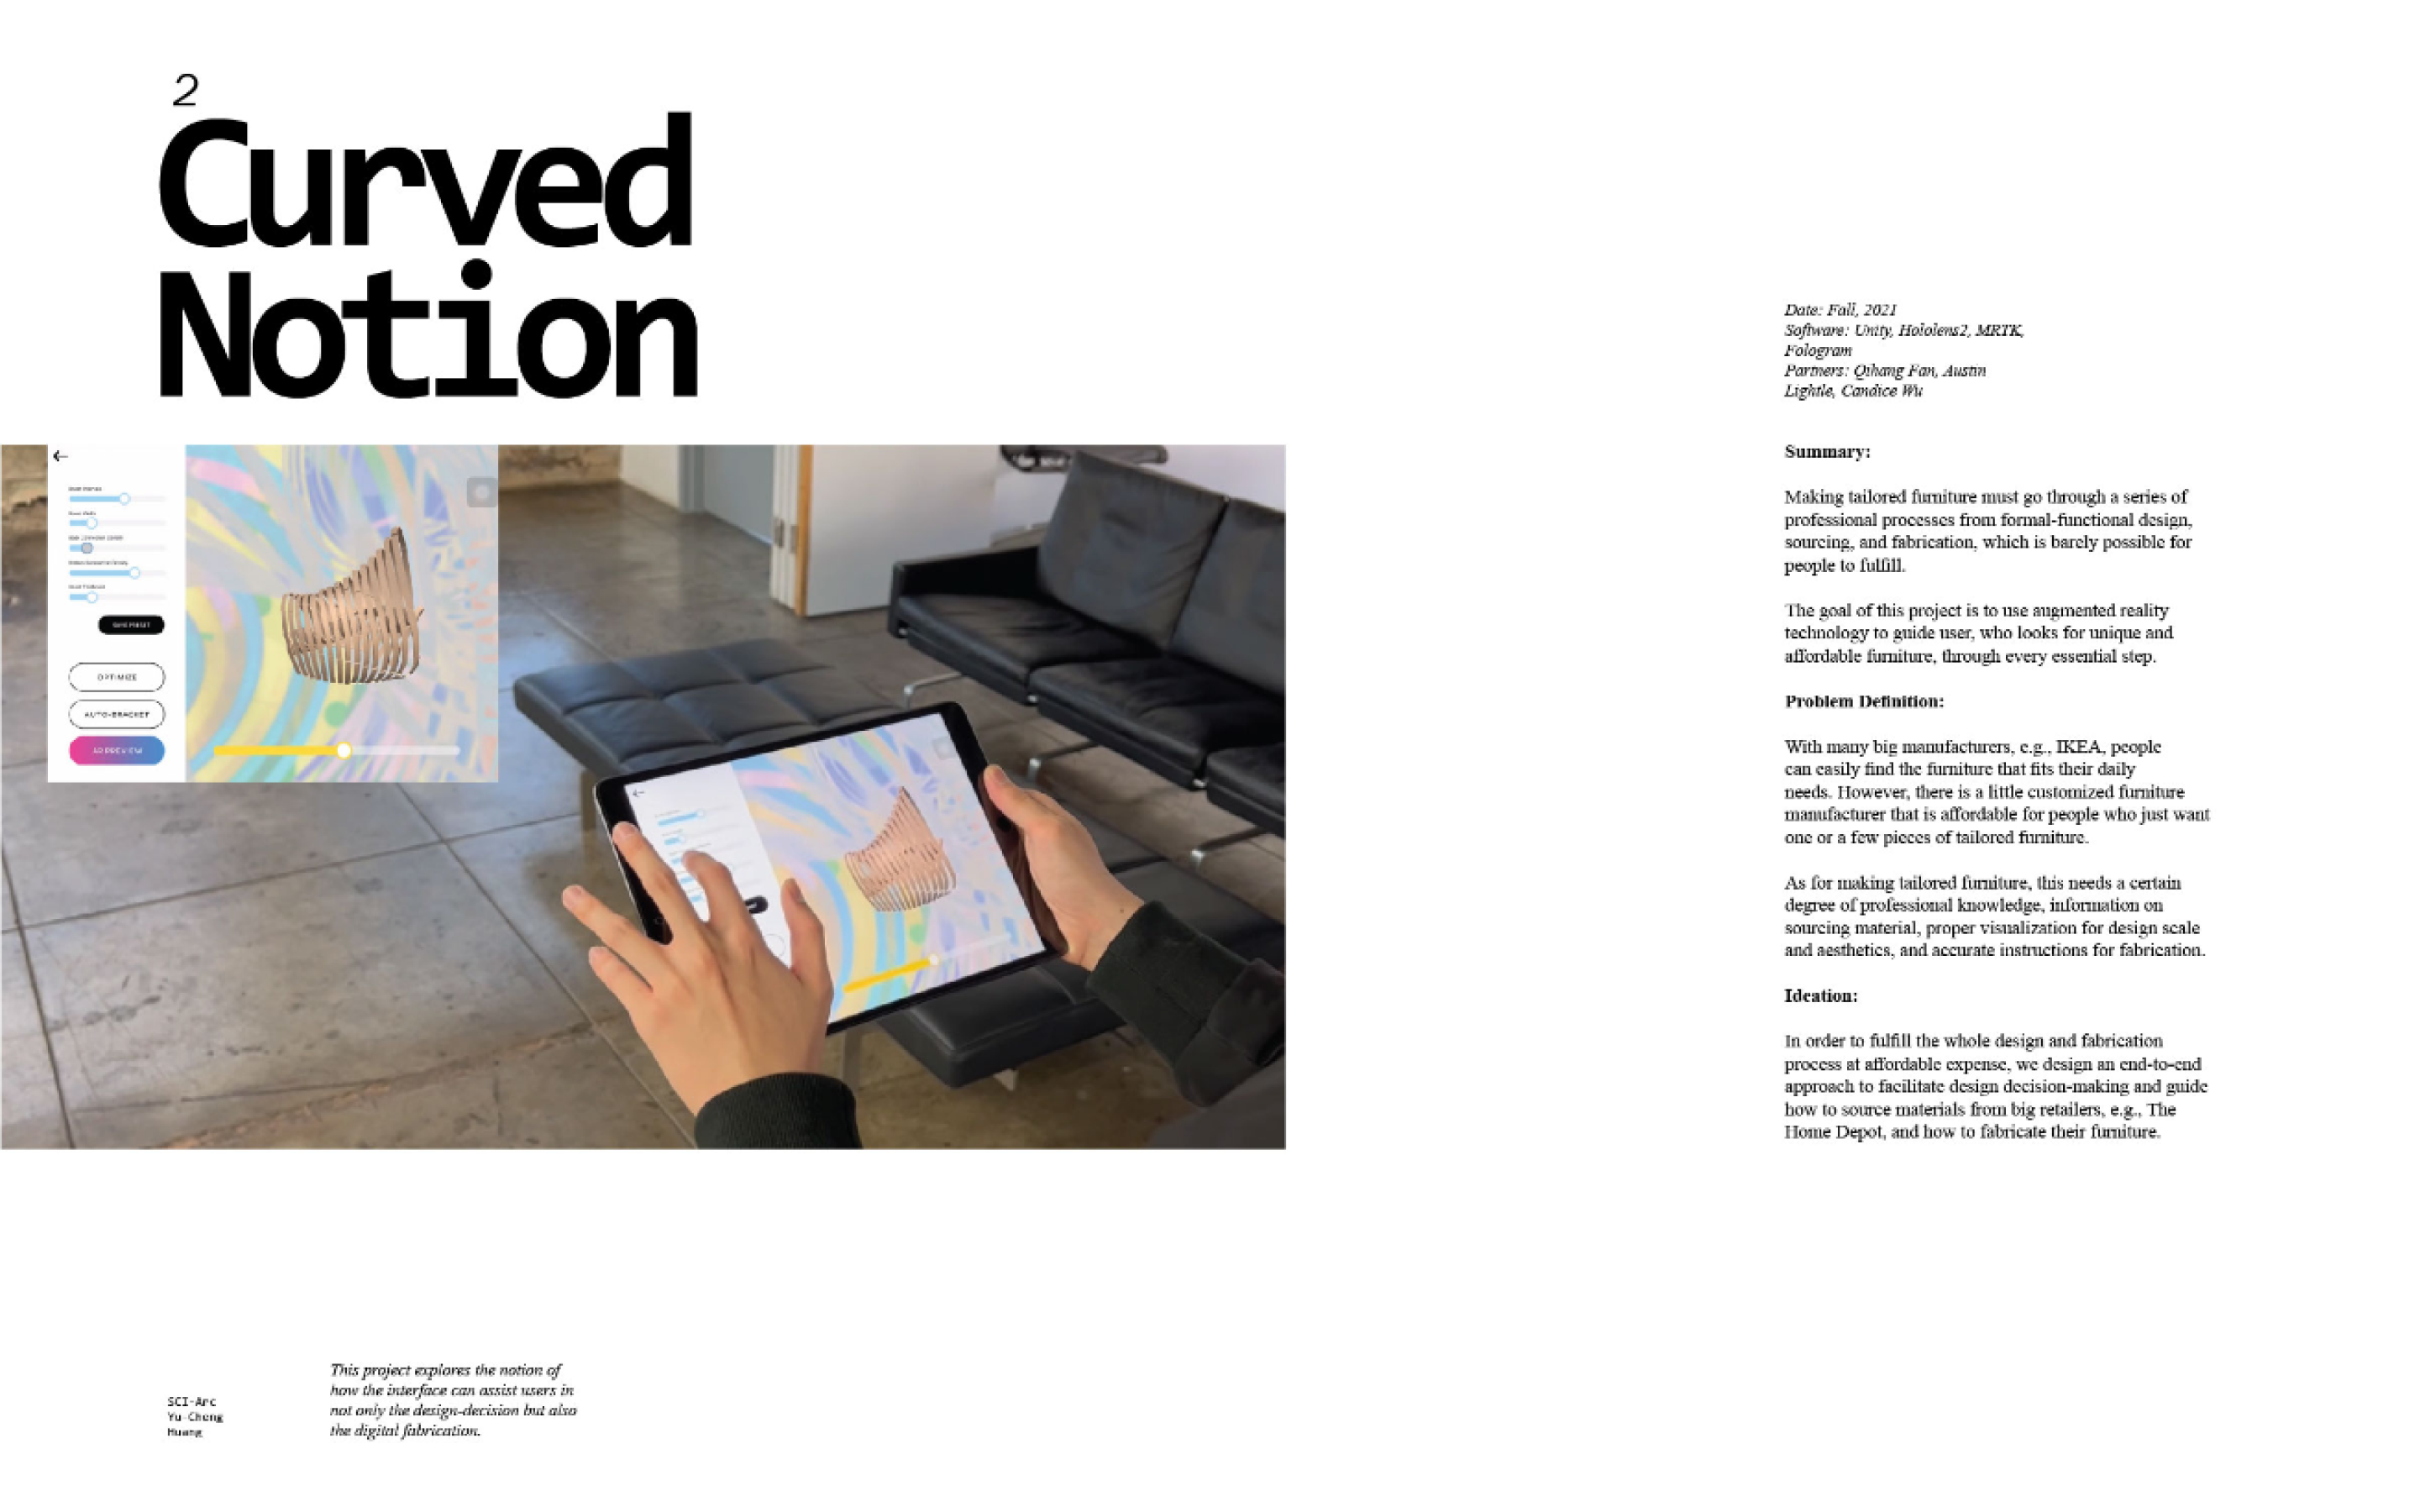 2
Curved
Notion
OPTIMIZE
AUTO-BRACKET
AR PREVIEW
Date: Fall, 2021
Software: Unity, Hololens2, MRTK,
Fologram
Partners: Qihang Fan, Austin
Lightle, Candice Wu
Summary:
Making tailored furniture must go through a series of
professional processes from formal-functional design,
sourcing, and fabrication, which is barely possible for
people to fulfill.
The goal of this project is to use augmented reality
technology to guide user, who looks for unique and
affordable furniture, through every essential step.
Problem Definition:
With many big manufacturers, e.g., IKEA, people
can easily find the furniture that fits their daily
needs. However, there is a little customized furniture
manufacturer that is affordable for people who just want
one or a few pieces of tailored furniture.
As for making tailored furniture, this needs a certain
degree of professional knowledge, information on
sourcing material, proper visualization for design scale
and aesthetics, and accurate instructions for fabrication.
Ideation:
In order to fulfill the whole design and fabrication
process at affordable expense, we design an end-to-end
approach to facilitate design decision-making and guide
how to source materials from big retailers, e.g., The
Home Depot, and how to fabricate their furniture.
SCI-Arc
Yu-Cheng
Huang
This project explores the notion of
how the interface can assist users in
not only the design-decision but also
the digital fabrication.